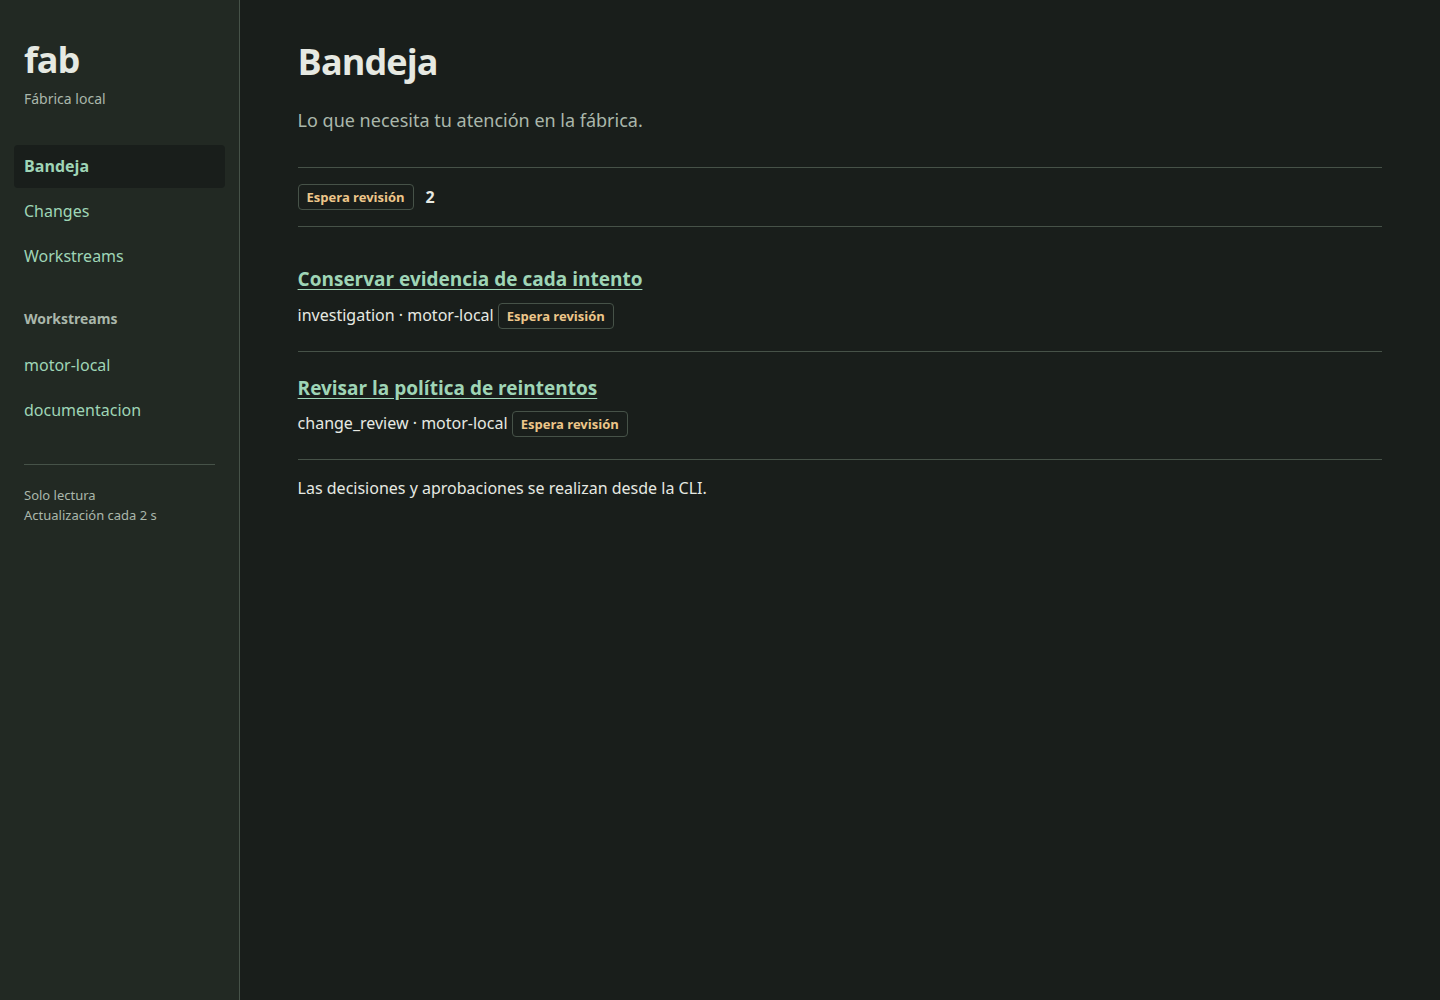 fab
Fábrica local
Bandeja
Changes
Workstreams
Workstreams
motor-local
documentacion
Solo lectura
Actualización cada 2 s
Bandeja
Lo que necesita tu atención en la fábrica.
Espera revisión 2
Conservar evidencia de cada intento
investigation · motor-local Espera revisión
Revisar la política de reintentos
change_review · motor-local Espera revisión
Las decisiones y aprobaciones se realizan desde la CLI.